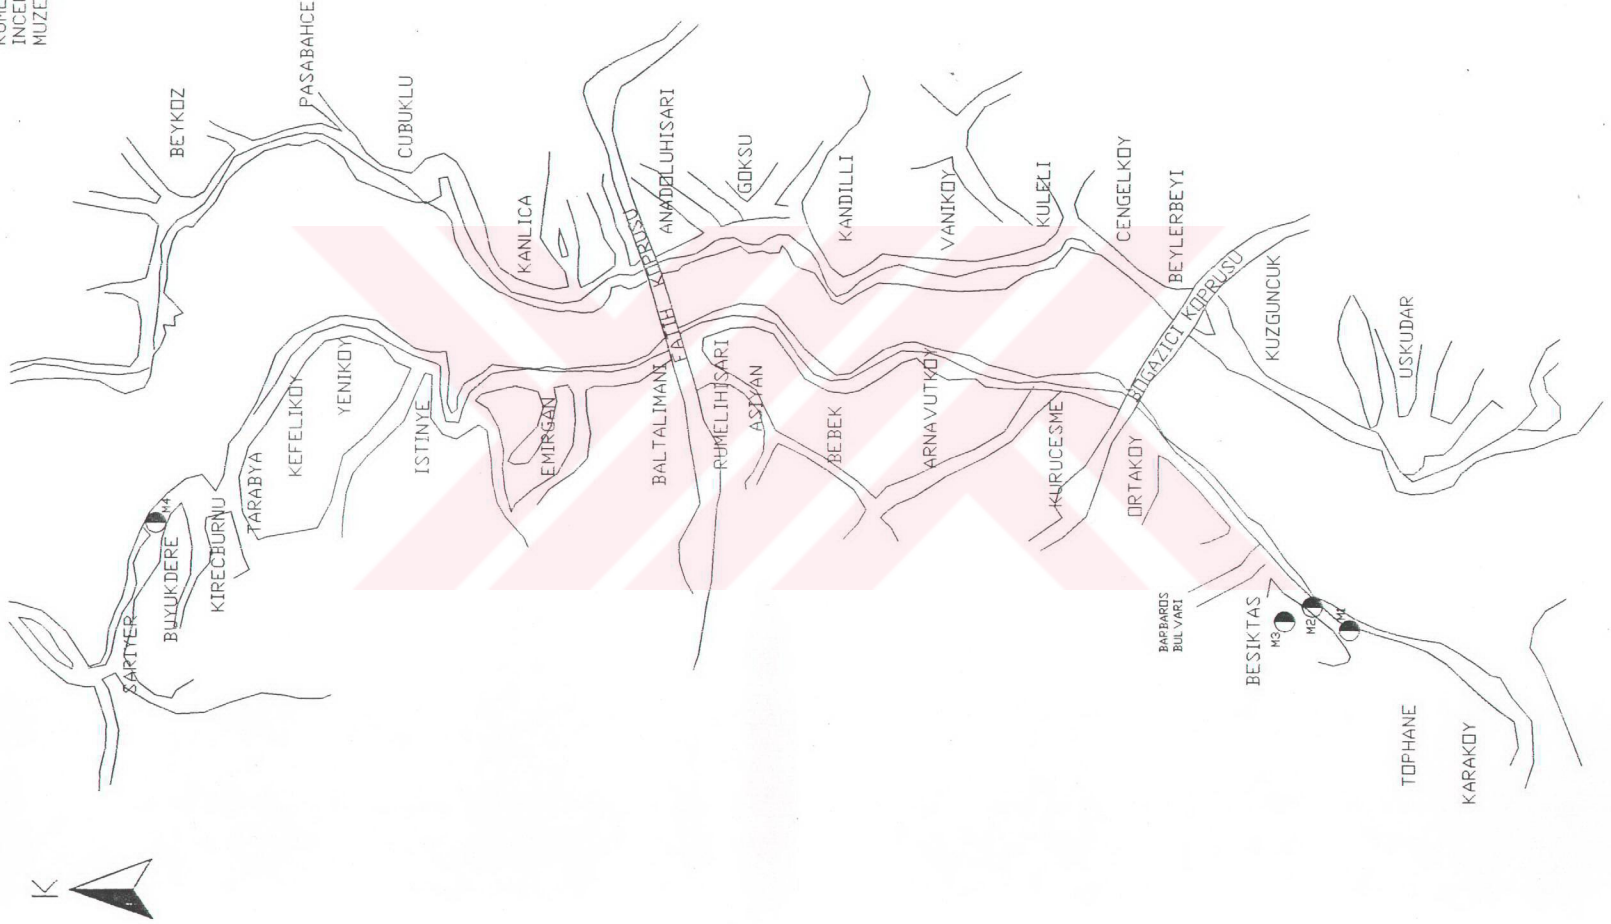 BEYKOZ
PASABAHCE
CUBUKLU
KANLICA
FATIH KOPRUSU
ANADOLUHISARI
GOKSU
KANDILLI
VANIKOY
KULELI
CENGELKOY
BEYLERBEYI
BOGAZICI KOPRUSU
KUZGUNCUK
USKUDAR
SARIYER
BUYUKDERE
M4
KIRECBURNU
TARABYA
KEFELIKOY
YENIKOY
ISTINYE
EMIRGAN
BALTALIMANI
RUMELIHISARI
ASIYAN
BEBEK
ARNAVUTKOY
KURUCESME
ORTAKOY
BARBAROS
BULVARI
BESIKTAS
M3
M2
M1
TOPHANE
KARAKOY
K